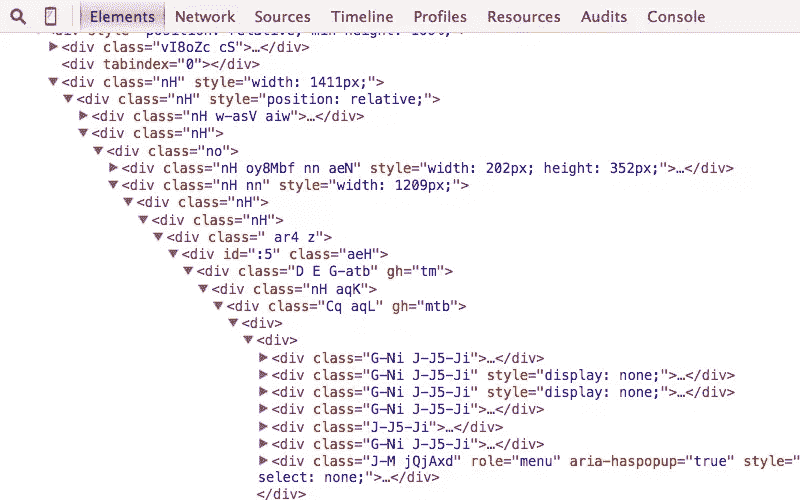 Elements Network Sources Timeline Profiles Resources Audits Console
<div class="vI8oZc cS">…</div>
<div tabindex="0"></div>
<div class="nH" style="width: 1411px;">
<div class="nH" style="position: relative;">
<div class="nH w-asV aiw">…</div>
<div class="nH">
<div class="no">
<div class="nH oy8Mbf nn aeN" style="width: 202px; height: 352px;">…</div>
<div class="nH nn" style="width: 1209px;">
<div class="nH">
<div class="nH">
<div class=" ar4 z">
<div id=":5" class="aeH">
<div class="D E G-atb" gh="tm">
<div class="nH aqK">
<div class="Cq aqL" gh="mtb">
<div>
<div>
<div class="G-Ni J-J5-Ji">…</div>
<div class="G-Ni J-J5-Ji" style="display: none;">…</div>
<div class="G-Ni J-J5-Ji" style="display: none;">…</div>
<div class="G-Ni J-J5-Ji">…</div>
<div class="J-J5-Ji">…</div>
<div class="G-Ni J-J5-Ji">…</div>
<div class="J-M jQjAxd" role="menu" aria-haspopup="true" style="
select: none;">…</div>
</div>